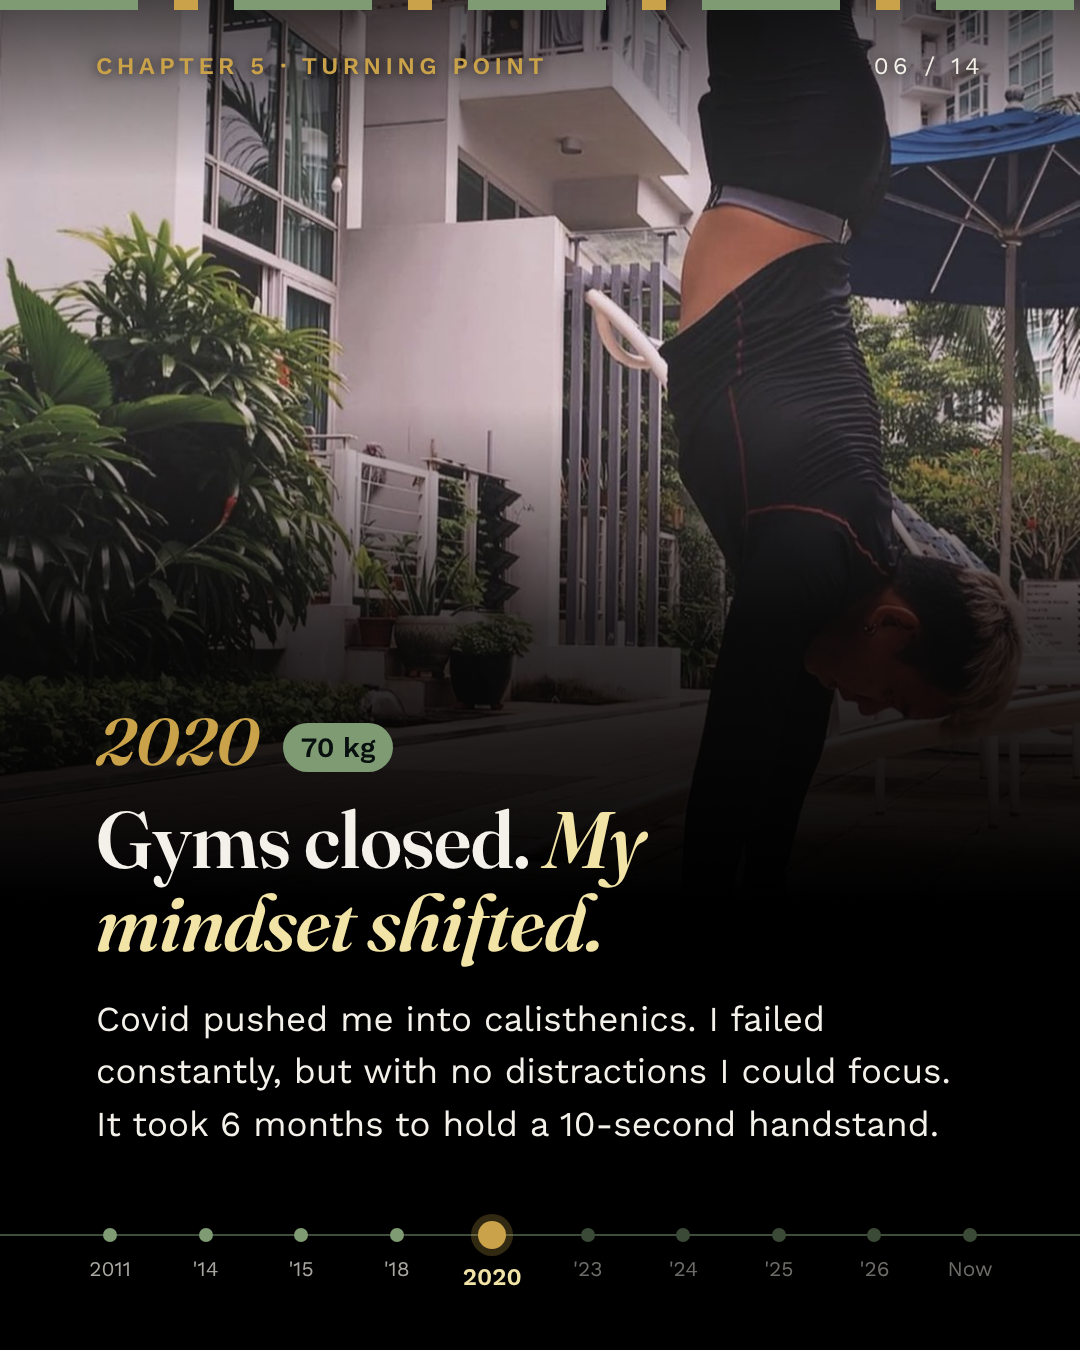 CHAPTER 5 · TURNING POINT
06 / 14
2020
70 kg
Gyms closed. My
mindset shifted.
Covid pushed me into calisthenics. I failed
constantly, but with no distractions I could focus.
It took 6 months to hold a 10-second handstand.
2011 '14 '15 '18 2020 '23 '24 '25 '26 Now